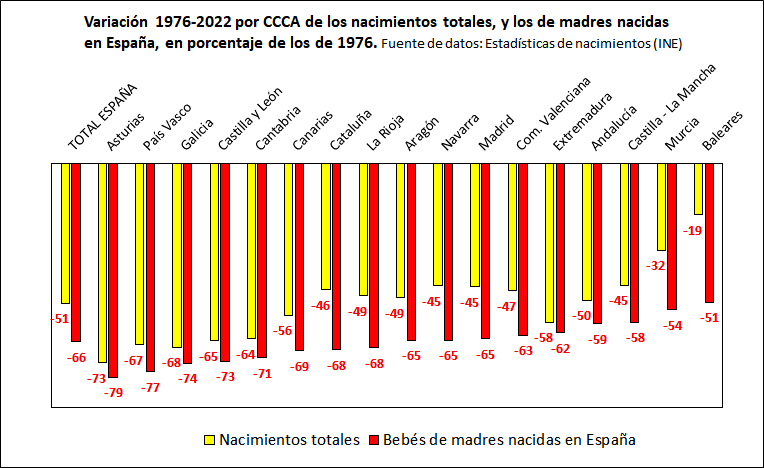 Variación 1976-2022 por CCCA de los nacimientos totales, y los de madres nacidas
en España, en porcentaje de los de 1976. Fuente de datos: Estadísticas de nacimientos (INE)
TOTAL ESPAÑA
Asturias
País Vasco
Galicia
Castilla y León
Cantabria
Canarias
Cataluña
La Rioja
Aragón
Navarra
Madrid
Com. Valenciana
Extremadura
Andalucía
Castilla - La Mancha
Murcia
Baleares
-51
-66
-73
-79
-67
-77
-68
-74
-65
-73
-64
-71
-56
-69
-46
-68
-49
-68
-49
-65
-45
-65
-45
-65
-47
-63
-58
-62
-50
-59
-45
-58
-32
-54
-19
-51
Nacimientos totales
Bebés de madres nacidas en España